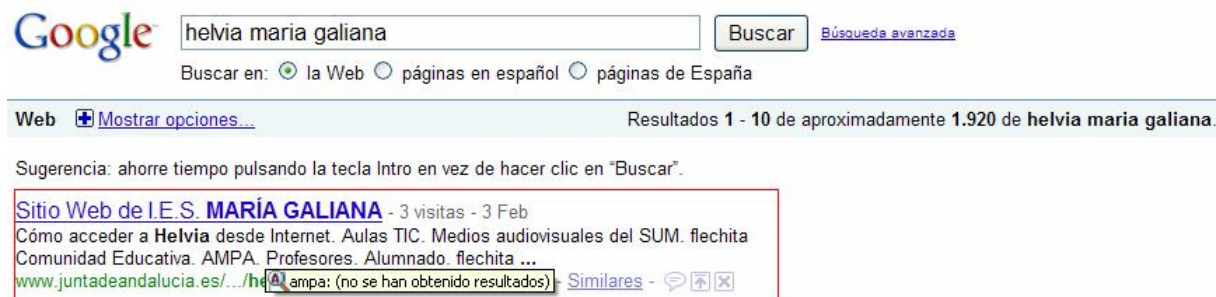 Google helvia maria galiana Buscar Búsqueda avanzada
Buscar en: la Web páginas en español páginas de España
Web Mostrar opciones... Resultados 1 - 10 de aproximadamente 1.920 de helvia maria galiana.
Sugerencia: ahorre tiempo pulsando la tecla Intro en vez de hacer clic en “Buscar”.
Sitio Web de I.E.S. MARÍA GALIANA - 3 visitas - 3 Feb
Cómo acceder a Helvia desde Internet. Aulas TIC. Medios audiovisuales del SUM. flechita
Comunidad Educativa. AMPA. Profesores. Alumnado. flechita ...
www.juntadeandalucia.es/.../he ampa: (no se han obtenido resultados) - Similares -